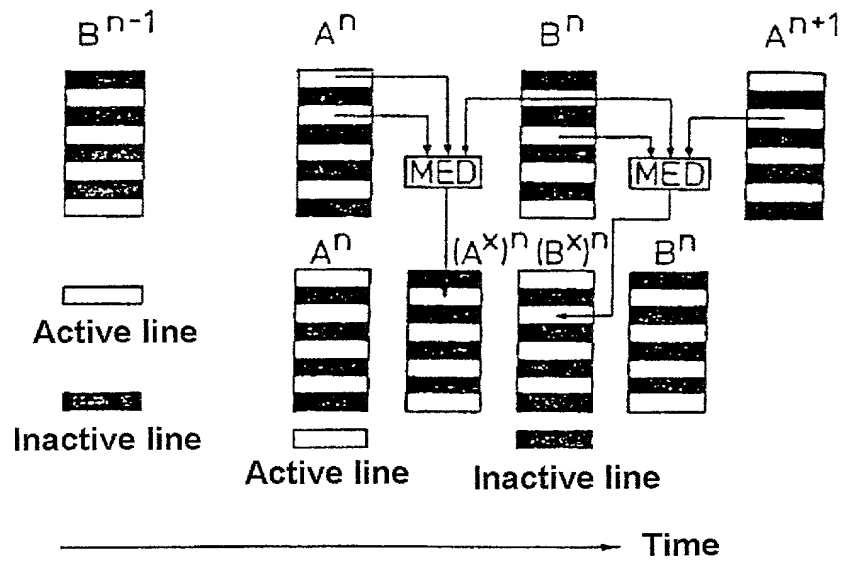 B^{n-1} A^n B^n A^{n+1}
MED MED
A^n (A^x)^n (B^x)^n B^n
Active line
Inactive line
Active line
Inactive line
Time